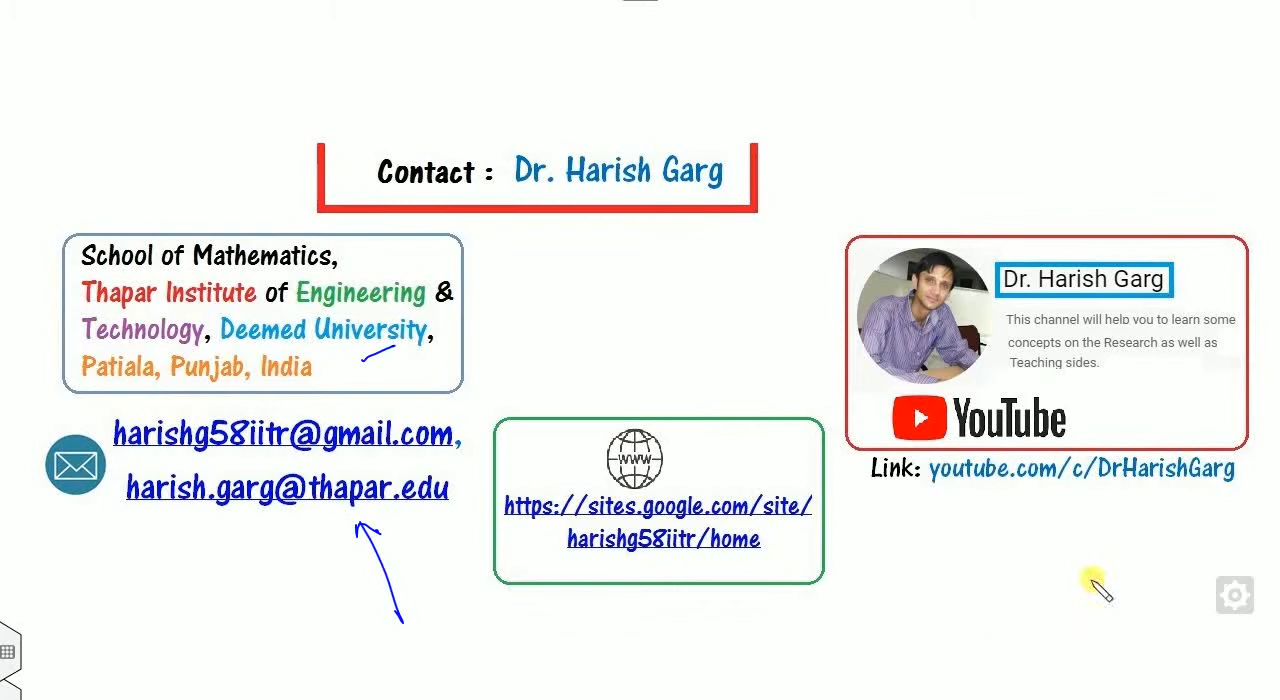 Contact : Dr. Harish Garg
School of Mathematics,
Thapar Institute of Engineering &
Technology, Deemed University,
Patiala, Punjab, India
harishg58iitr@gmail.com,
harish.garg@thapar.edu
WWW
https://sites.google.com/site/
harishg58iitr/home
Dr. Harish Garg
This channel will help you to learn some
concepts on the Research as well as
Teaching sides.
YouTube
Link: youtube.com/c/DrHarishGarg